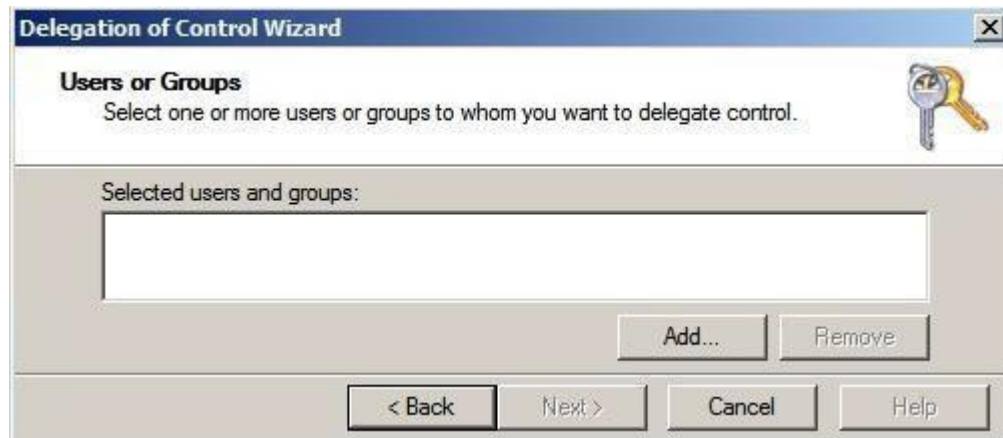 Delegation of Control Wizard
Users or Groups
Select one or more users or groups to whom you want to delegate control.
Selected users and groups:
Add...
Remove
< Back
Next >
Cancel
Help